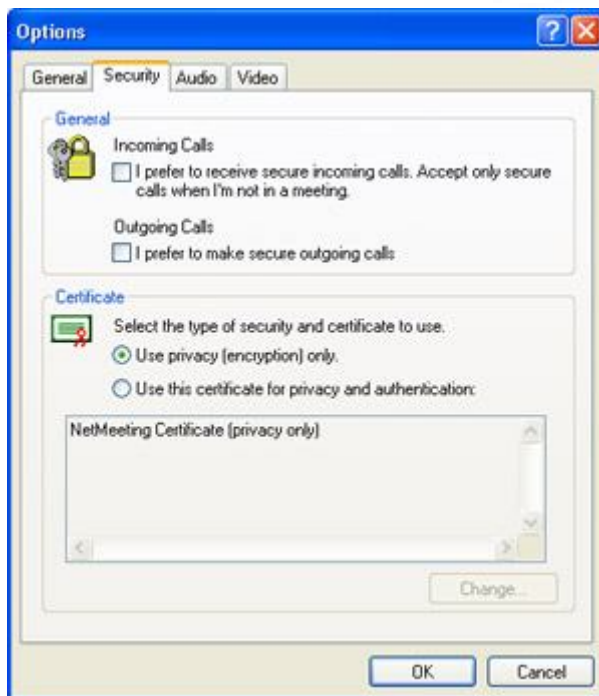 Options
General Security Audio Video
General
Incoming Calls
I prefer to receive secure incoming calls. Accept only secure
calls when I'm not in a meeting.
Outgoing Calls
I prefer to make secure outgoing calls
Certificate
Select the type of security and certificate to use.
Use privacy (encryption) only.
Use this certificate for privacy and authentication:
NetMeeting Certificate (privacy only)
Change...
OK Cancel